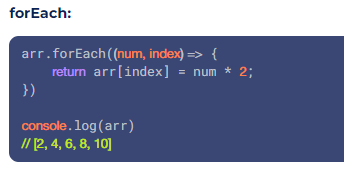 forEach:
arr.forEach((num, index) => {
    return arr[index] = num * 2;
})
console.log(arr)
// [2, 4, 6, 8, 10]